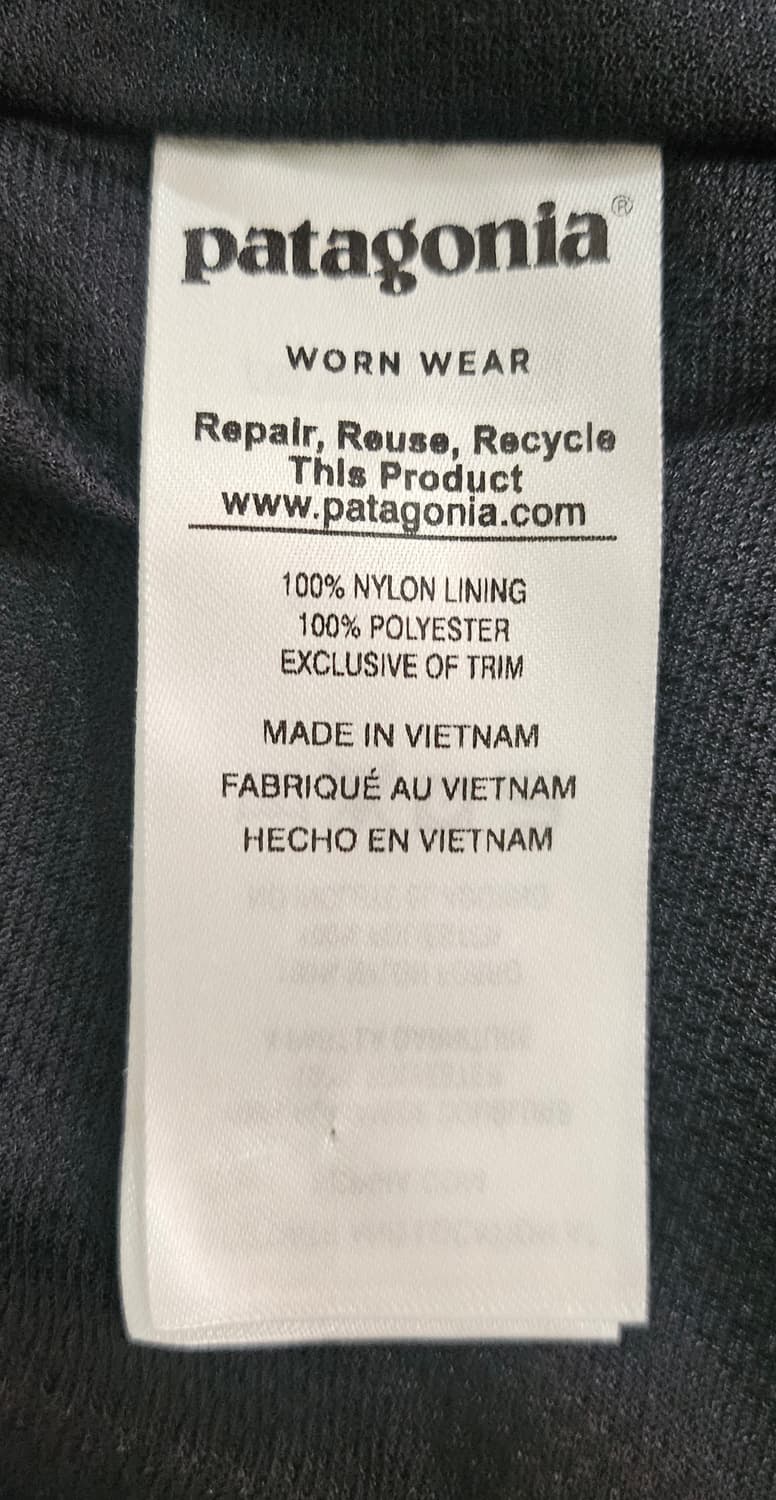 patagonia®
WORN WEAR
Repair, Reuse, Recycle
This Product
www.patagonia.com
100% NYLON LINING
100% POLYESTER
EXCLUSIVE OF TRIM
MADE IN VIETNAM
FABRIQUÉ AU VIETNAM
HECHO EN VIETNAM